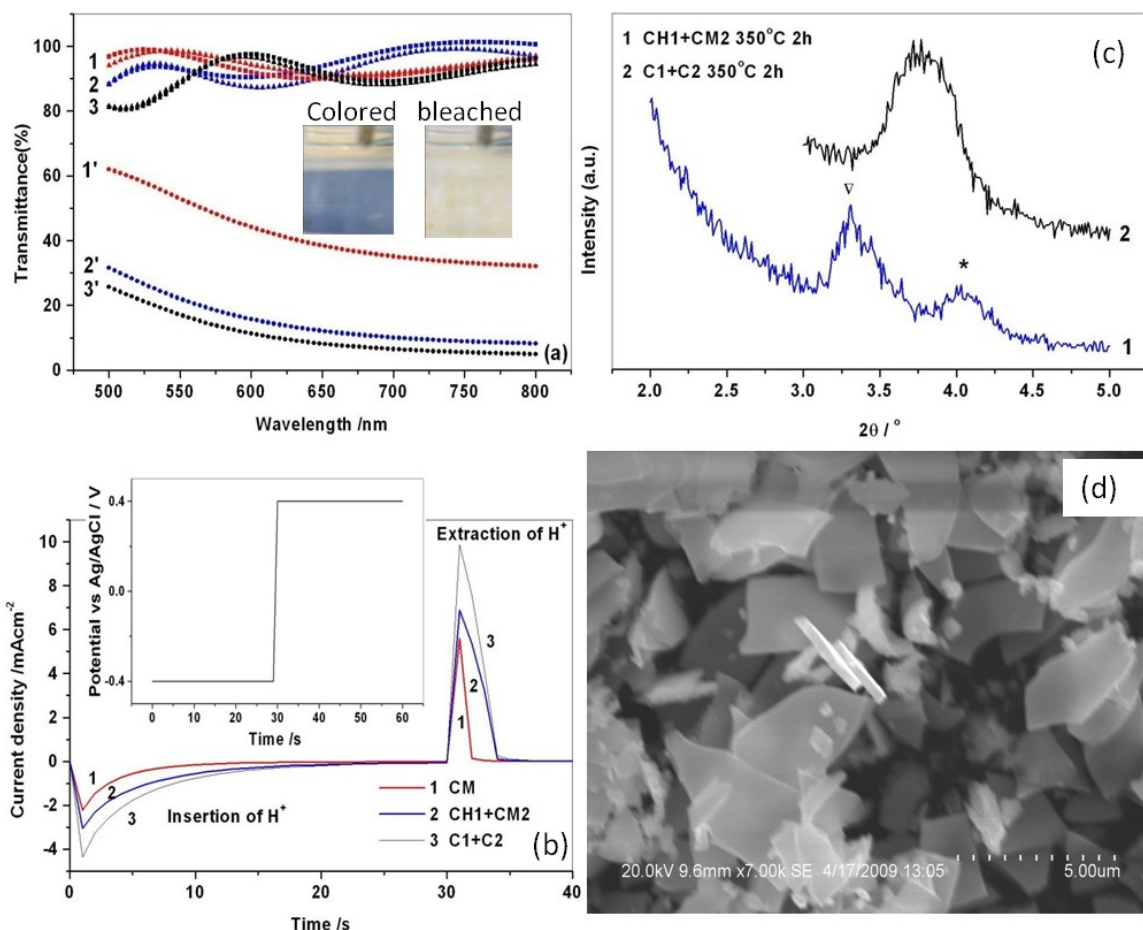 100
80
60
40
20
0
Transmittance(%)
1
2
3
1'
2'
3'
Colored
bleached
(a)
500
550
600
650
700
750
800
Wavelength /nm
1 CH1+CM2 350°C 2h
2 C1+C2 350°C 2h
(c)
Intensity (a.u.)
▽
*
2
1
2.0
2.5
3.0
3.5
4.0
4.5
5.0
2θ / °
10
8
6
4
2
0
-2
-4
Current density /mAcm⁻²
Potential vs Ag/AgCl / V
0.4
0.0
-0.4
0
10
20
30
40
50
60
Time /s
Extraction of H⁺
3
2
1
1
2
3
Insertion of H⁺
1 CM
2 CH1+CM2
3 C1+C2
(b)
0
10
20
30
40
Time /s
(d)
20.0kV 9.6mm x7.00k SE 4/17/2009 13:05
5.00um